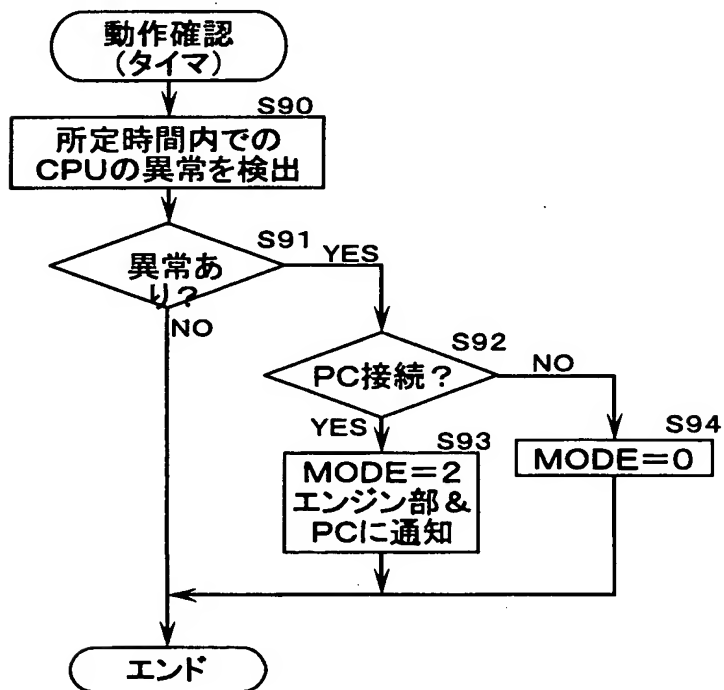 動作確認
(タイマ)
S90
所定時間内での
CPUの異常を検出
S91
異常あ
り?
YES
NO
S92
PC接続?
NO
YES
S93
MODE=2
エンジン部&
PCに通知
S94
MODE=0
エンド